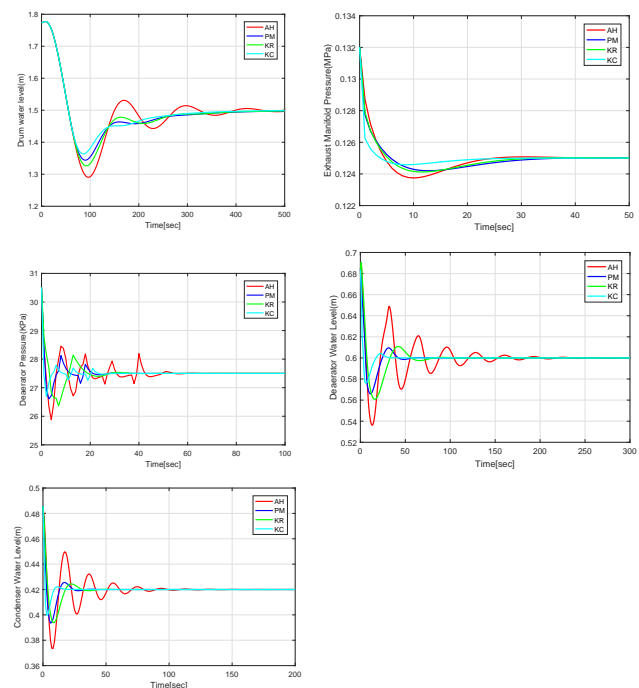 Drum water level(m)
1.8
1.7
1.6
1.5
1.4
1.3
1.2
0 100 200 300 400 500
Time[sec]
AH
PM
KR
KC
Exhaust Manifold Pressure(MPa)
0.134
0.132
0.13
0.128
0.126
0.124
0.122
0 10 20 30 40 50
Time[sec]
AH
PM
KR
KC
Deaerator Pressure(KPa)
31
30
29
28
27
26
25
0 20 40 60 80 100
Time[sec]
AH
PM
KR
KC
Deaerator Water Level(m)
0.7
0.68
0.66
0.64
0.62
0.6
0.58
0.56
0.54
0.52
0 50 100 150 200 250 300
Time[sec]
AH
PM
KR
KC
Condenser Water Level(m)
0.5
0.48
0.46
0.44
0.42
0.4
0.38
0.36
0 50 100 150 200
Time[sec]
AH
PM
KR
KC